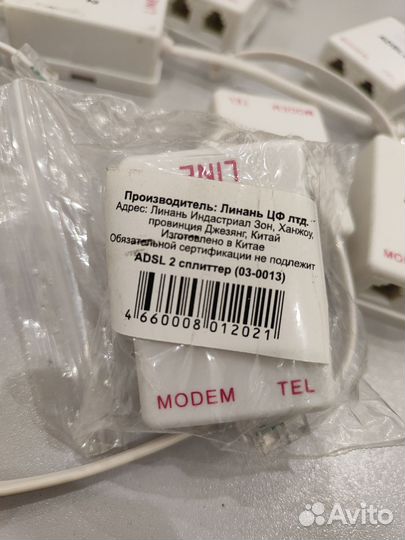 TEL
MODEM
LINE
Производитель: Линань ЦФ лтд.
Адрес: Линань Индастриал Зон, Ханжоу,
провинция Джезянг, Китай
Изготовлено в Китае
Обязательной сертификации не подлежит
ADSL 2 сплиттер (03-0013)
4 660008 012021
MODEM TEL
Avito